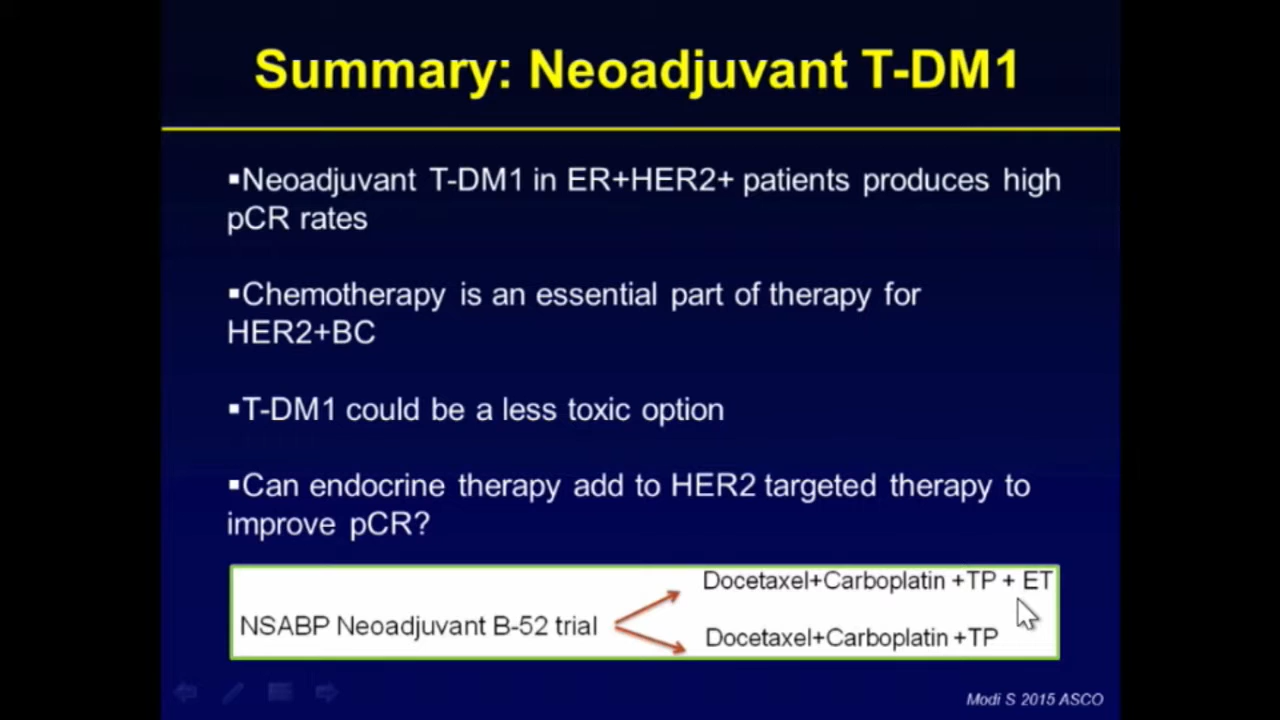 Summary: Neoadjuvant T-DM1
▪Neoadjuvant T-DM1 in ER+HER2+ patients produces high
pCR rates
▪Chemotherapy is an essential part of therapy for
HER2+BC
▪T-DM1 could be a less toxic option
▪Can endocrine therapy add to HER2 targeted therapy to
improve pCR?
Docetaxel+Carboplatin +TP + ET
NSABP Neoadjuvant B-52 trial
Docetaxel+Carboplatin +TP
Modi S 2015 ASCO